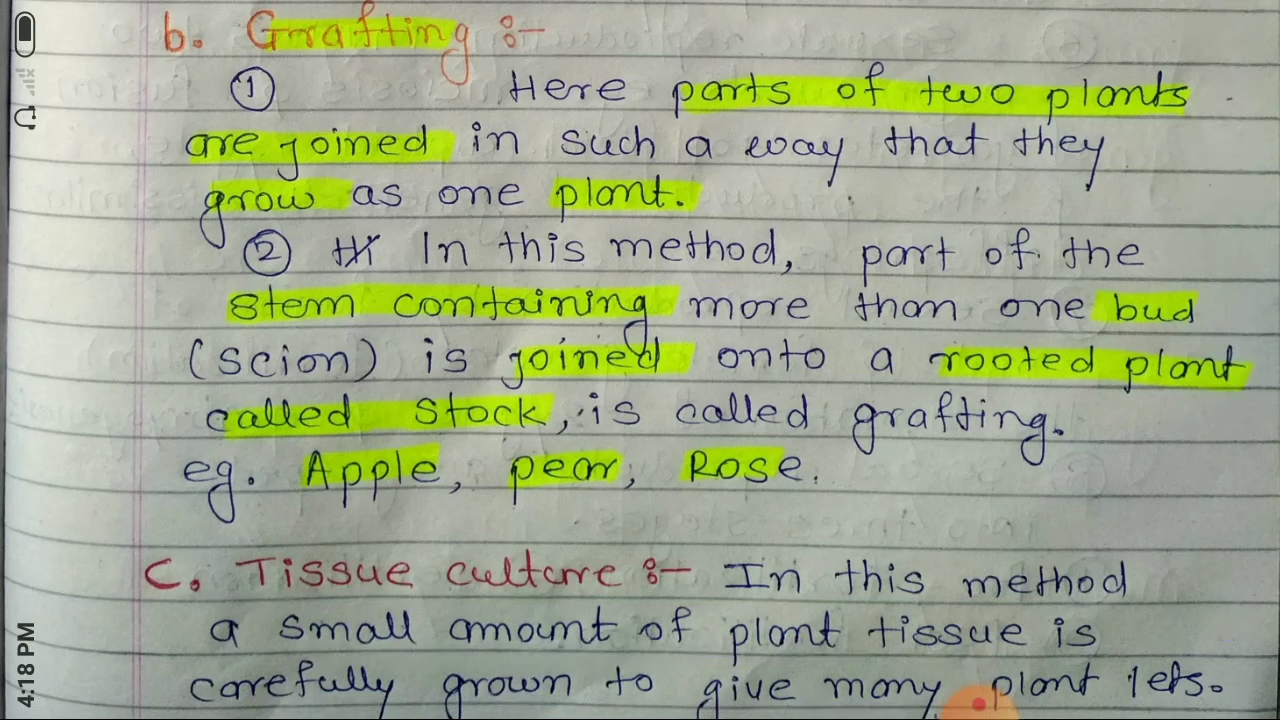 b. Grafting :-
① Here parts of two plants
are joined in such a way that they
grow as one plant.
② In this method, part of the
stem containing more than one bud
(scion) is joined onto a rooted plant
called stock, is called grafting.
eg. Apple, pear, Rose.
C. Tissue culture :- In this method
a small amount of plant tissue is
carefully grown to give many plant lets.
4:18 PM